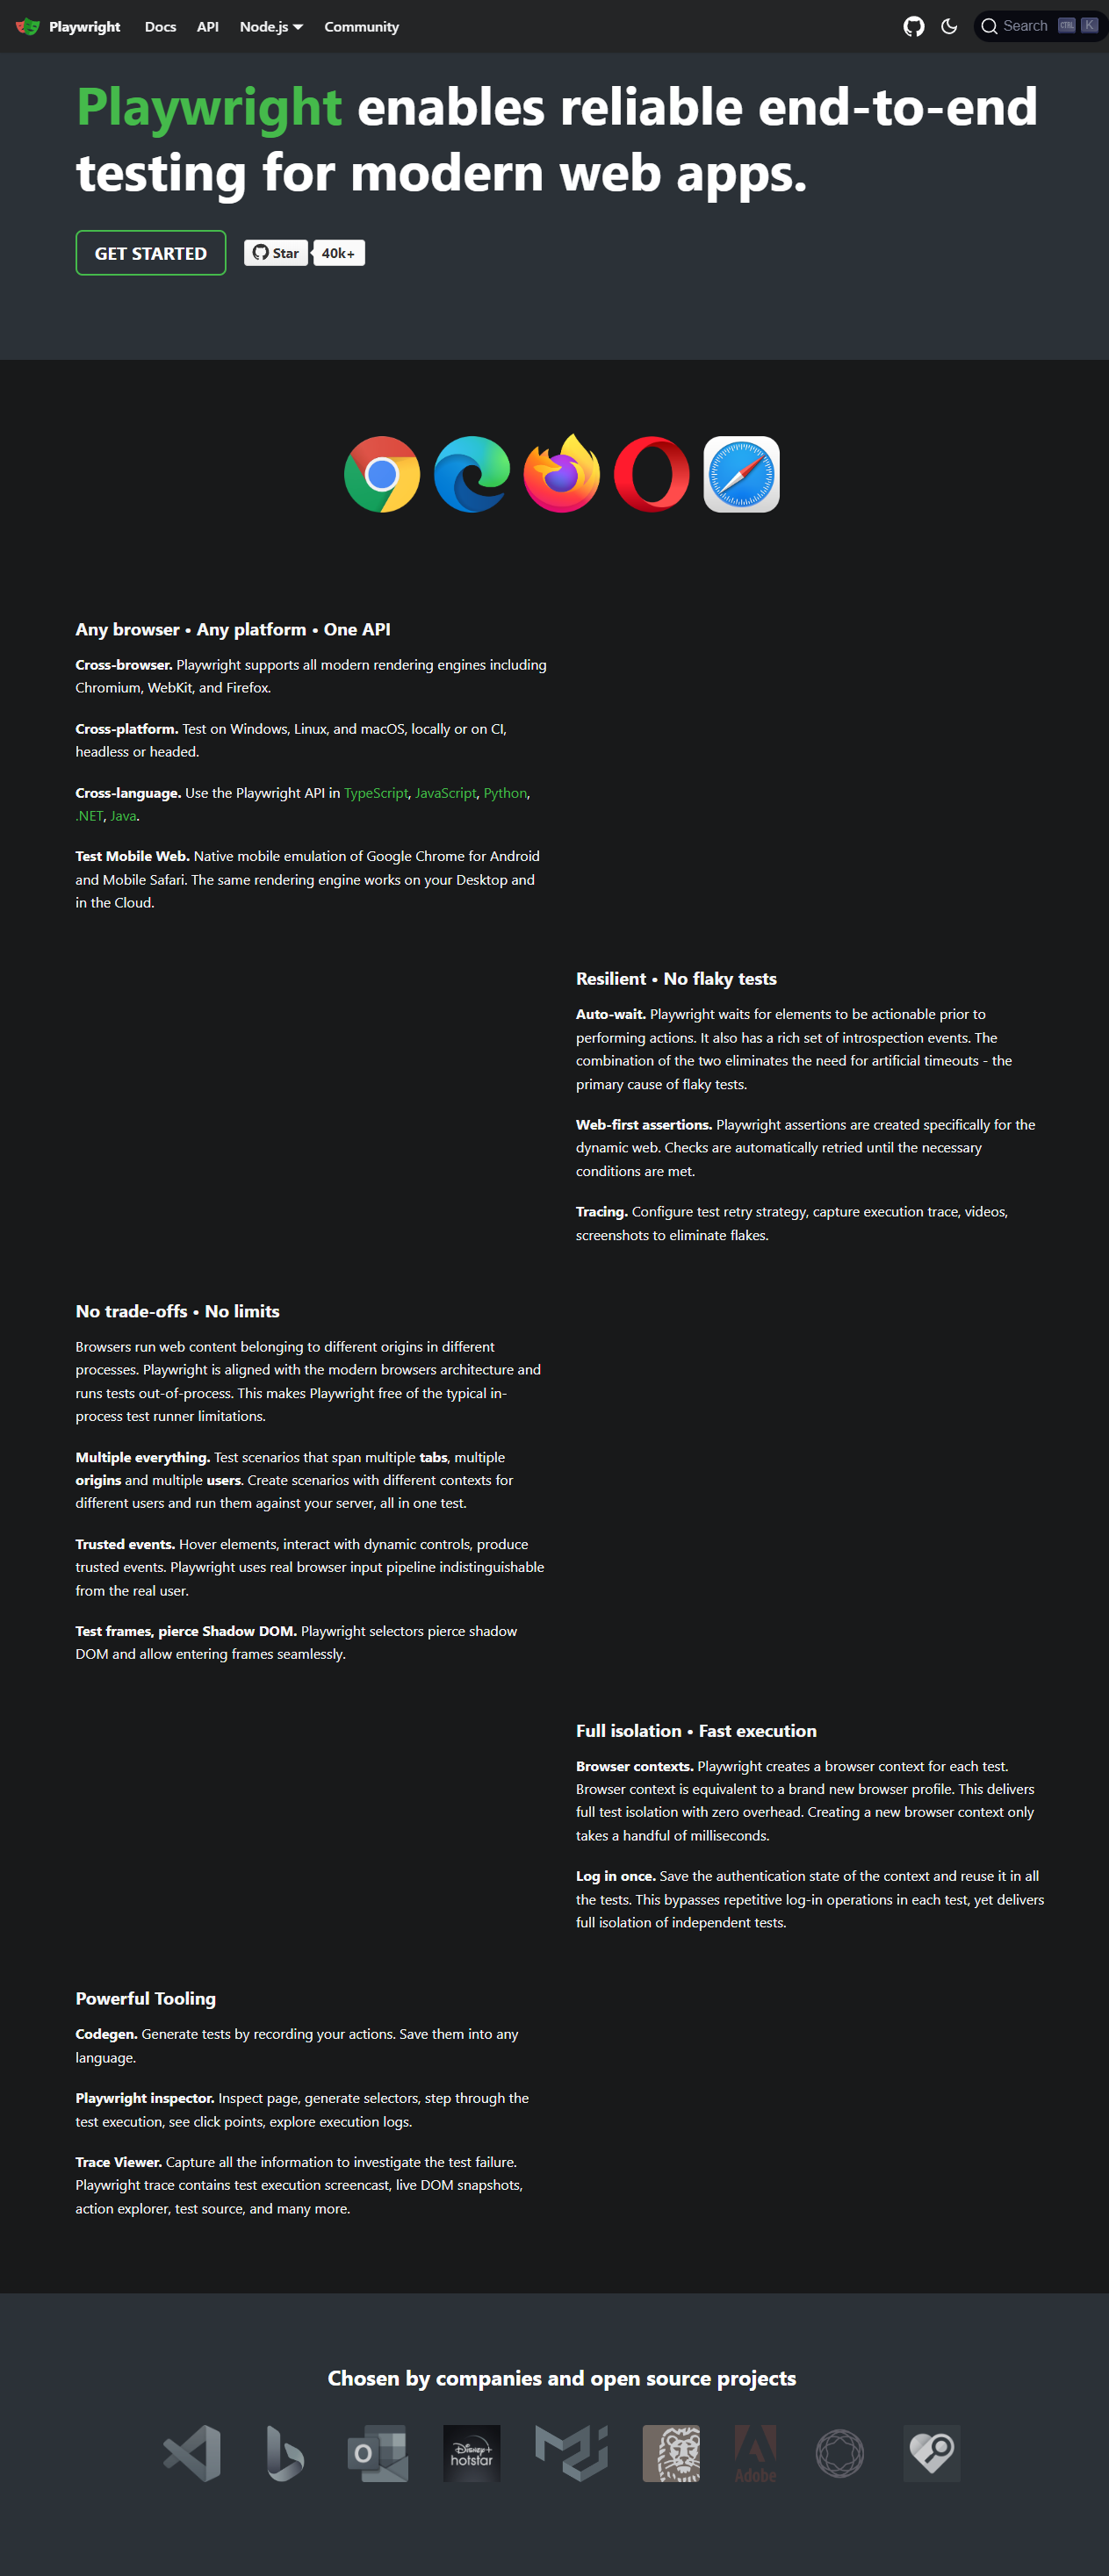 Playwright Docs API Node.js Community Search CTRL K
Playwright enables reliable end-to-end
testing for modern web apps.
GET STARTED Star 40k+
Any browser • Any platform • One API
Cross-browser. Playwright supports all modern rendering engines including
Chromium, WebKit, and Firefox.
Cross-platform. Test on Windows, Linux, and macOS, locally or on CI,
headless or headed.
Cross-language. Use the Playwright API in TypeScript, JavaScript, Python,
.NET, Java.
Test Mobile Web. Native mobile emulation of Google Chrome for Android
and Mobile Safari. The same rendering engine works on your Desktop and
in the Cloud.
Resilient • No flaky tests
Auto-wait. Playwright waits for elements to be actionable prior to
performing actions. It also has a rich set of introspection events. The
combination of the two eliminates the need for artificial timeouts - the
primary cause of flaky tests.
Web-first assertions. Playwright assertions are created specifically for the
dynamic web. Checks are automatically retried until the necessary
conditions are met.
Tracing. Configure test retry strategy, capture execution trace, videos,
screenshots to eliminate flakes.
No trade-offs • No limits
Browsers run web content belonging to different origins in different
processes. Playwright is aligned with the modern browsers architecture and
runs tests out-of-process. This makes Playwright free of the typical in-
process test runner limitations.
Multiple everything. Test scenarios that span multiple tabs, multiple
origins and multiple users. Create scenarios with different contexts for
different users and run them against your server, all in one test.
Trusted events. Hover elements, interact with dynamic controls, produce
trusted events. Playwright uses real browser input pipeline indistinguishable
from the real user.
Test frames, pierce Shadow DOM. Playwright selectors pierce shadow
DOM and allow entering frames seamlessly.
Full isolation • Fast execution
Browser contexts. Playwright creates a browser context for each test.
Browser context is equivalent to a brand new browser profile. This delivers
full test isolation with zero overhead. Creating a new browser context only
takes a handful of milliseconds.
Log in once. Save the authentication state of the context and reuse it in all
the tests. This bypasses repetitive log-in operations in each test, yet delivers
full isolation of independent tests.
Powerful Tooling
Codegen. Generate tests by recording your actions. Save them into any
language.
Playwright inspector. Inspect page, generate selectors, step through the
test execution, see click points, explore execution logs.
Trace Viewer. Capture all the information to investigate the test failure.
Playwright trace contains test execution screencast, live DOM snapshots,
action explorer, test source, and many more.
Chosen by companies and open source projects
O
Disney+
hotstar
Adobe